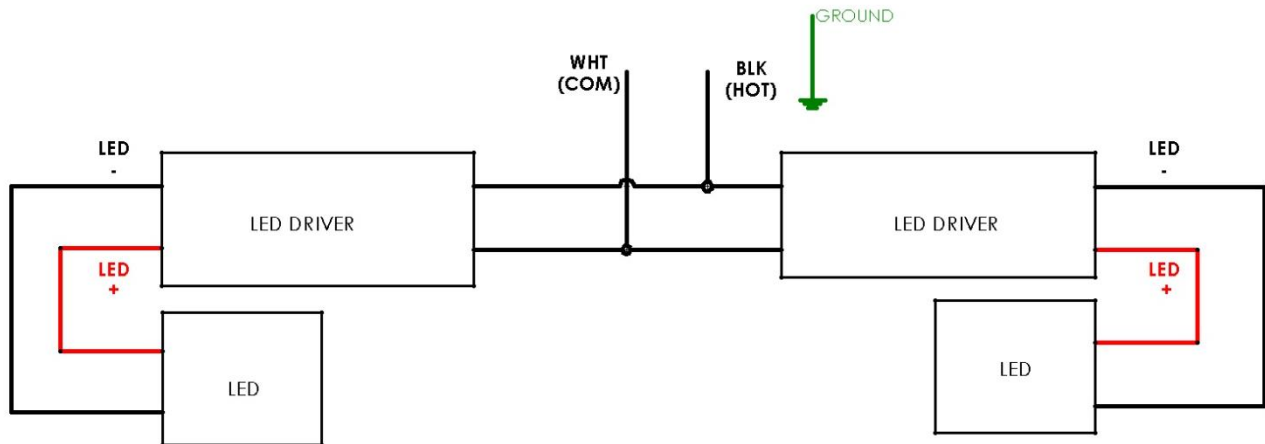 GROUND
WHT
(COM)
BLK
(HOT)
LED
-
LED DRIVER
LED
+
LED
LED DRIVER
LED
-
LED
+
LED